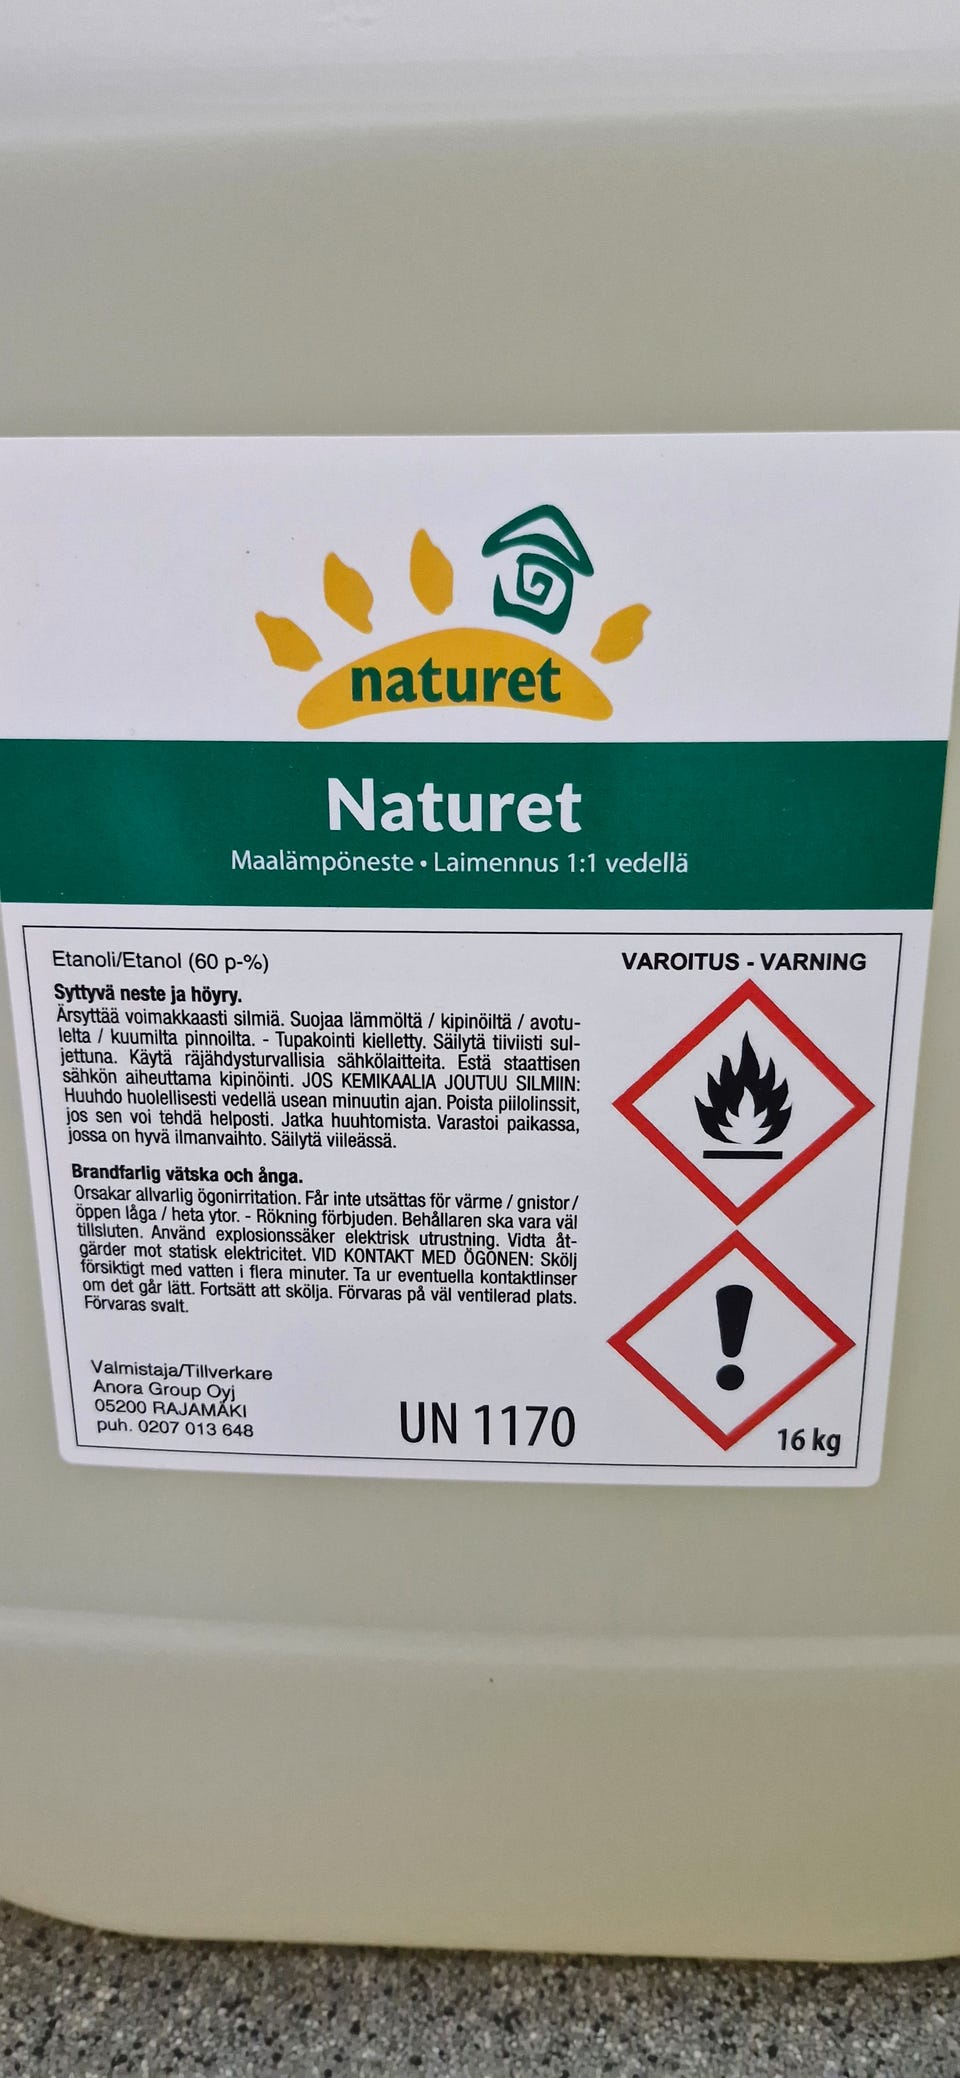 naturet
Naturet
Maalämpöneste • Laimennus 1:1 vedellä
Etanoli/Etanol (60 p-%)
Syttyvä neste ja höyry.
Ärsyttää voimakkaasti silmiä. Suojaa lämmöltä / kipinöiltä / avotu-
lelta / kuumilta pinnoilta. - Tupakointi kielletty. Säilytä tiiviisti sul-
jettuna. Käytä räjähdysturvallisia sähkölaitteita. Estä staattisen
sähkön aiheuttama kipinöinti. JOS KEMIKAALIA JOUTUU SILMIIN:
Huuhdo huolellisesti vedellä usean minuutin ajan. Poista piilolinssit,
jos sen voi tehdä helposti. Jatka huuhtomista. Varastoi paikassa,
jossa on hyvä ilmanvaihto. Säilytä viileässä.
Brandfarlig vätska och ånga.
Orsakar allvarlig ögonirritation. Får inte utsättas för värme / gnistor /
öppen låga / heta ytor. - Rökning förbjuden. Behållaren ska vara väl
tillsluten. Använd explosionssäker elektrisk utrustning. Vidta åt-
gärder mot statisk elektricitet. VID KONTAKT MED ÖGONEN: Skölj
försiktigt med vatten i flera minuter. Ta ur eventuella kontaktlinser
om det går lätt. Fortsätt att skölja. Förvaras på väl ventilerad plats.
Förvaras svalt.
Valmistaja/Tillverkare
Anora Group Oyj
05200 RAJAMÄKI
puh. 0207 013 648
UN 1170
VAROITUS - VARNING
16 kg